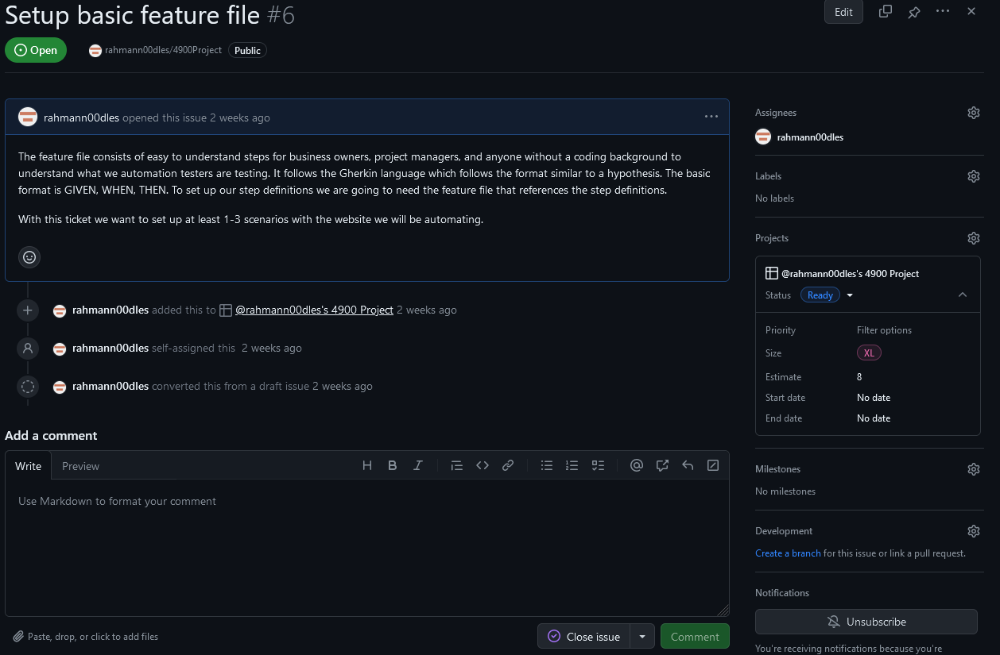 Setup basic feature file #6
Edit
Open
rahmann00dles/4900Project
Public
rahmann00dles opened this issue 2 weeks ago
The feature file consists of easy to understand steps for business owners, project managers, and anyone without a coding background to
understand what we automation testers are testing. It follows the Gherkin language which follows the format similar to a hypothesis. The basic
format is GIVEN, WHEN, THEN. To set up our step definitions we are going to need the feature file that references the step definitions.
With this ticket we want to set up at least 1-3 scenarios with the website we will be automating.
rahmann00dles added this to @rahmann00dles's 4900 Project 2 weeks ago
rahmann00dles self-assigned this 2 weeks ago
rahmann00dles converted this from a draft issue 2 weeks ago
Add a comment
Write
Preview
Use Markdown to format your comment
Paste, drop, or click to add files
Close issue
Comment
Assignees
rahmann00dles
Labels
No labels
Projects
@rahmann00dles's 4900 Project
Status Ready
Priority Filter options
Size XL
Estimate 8
Start date No date
End date No date
Milestones
No milestones
Development
Create a branch for this issue or link a pull request.
Notifications
Unsubscribe
You're receiving notifications because you're